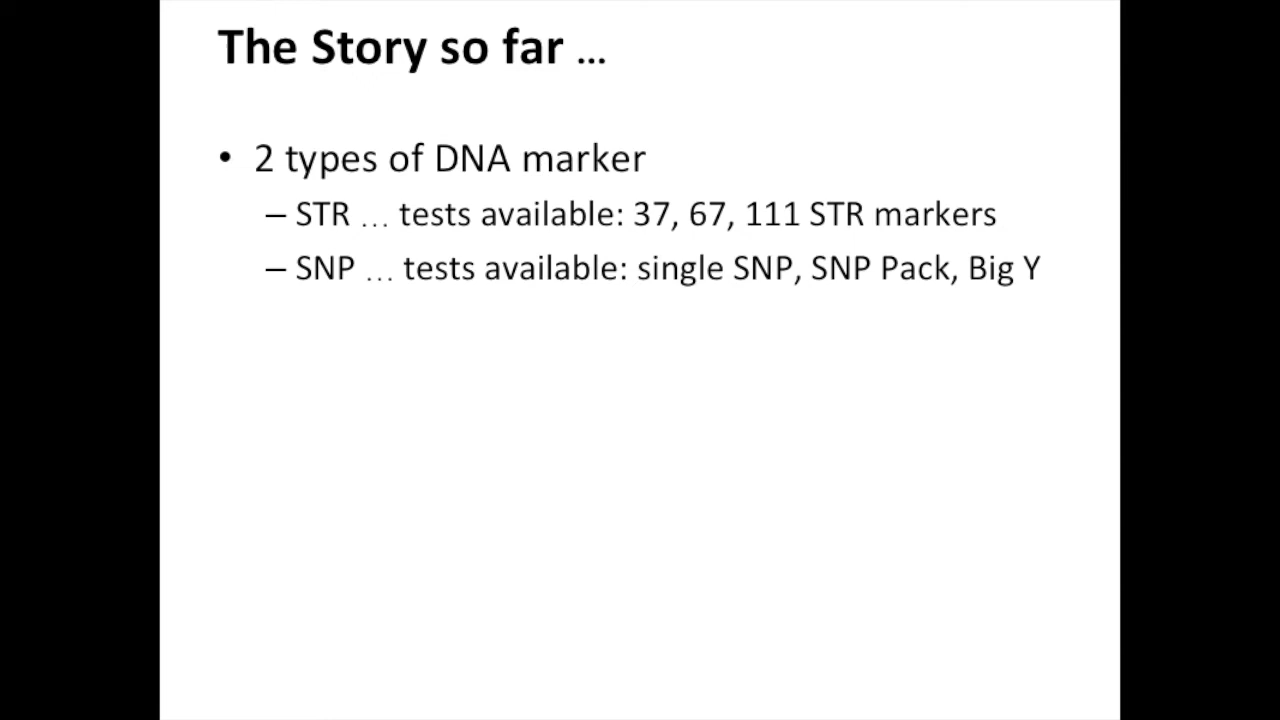 The Story so far ...
• 2 types of DNA marker
– STR ... tests available: 37, 67, 111 STR markers
– SNP ... tests available: single SNP, SNP Pack, Big Y